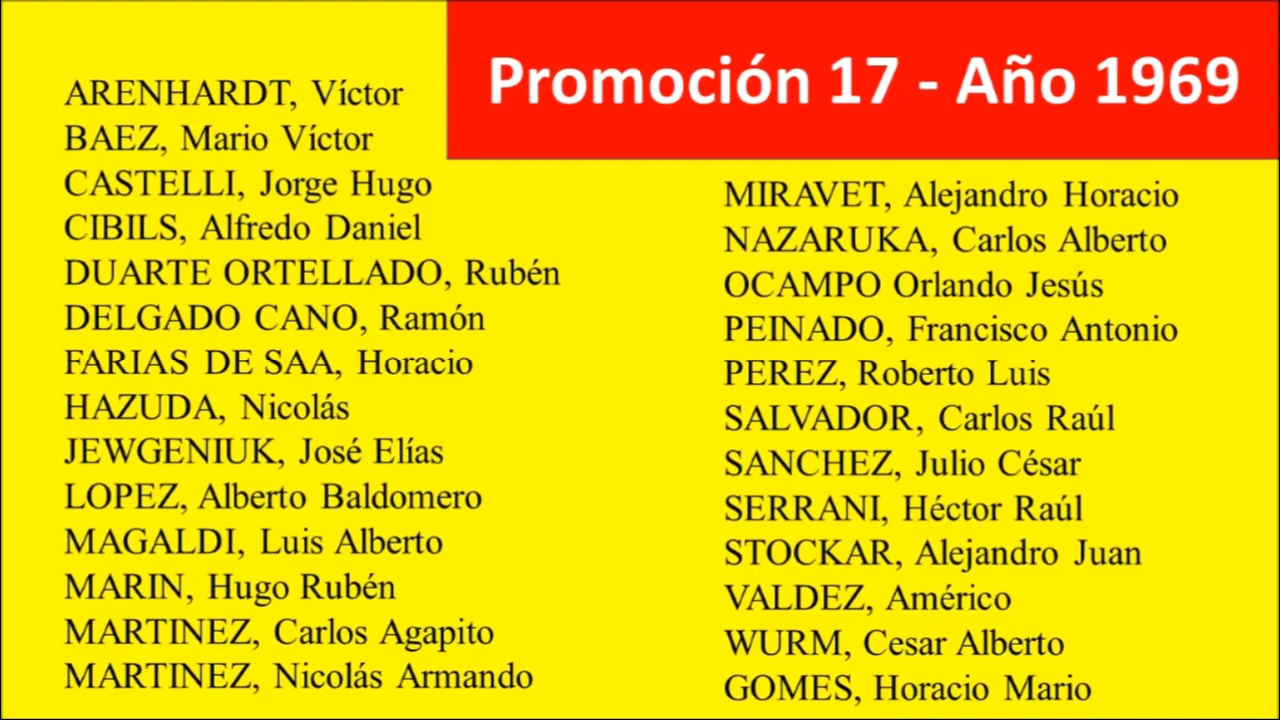 Promoción 17 - Año 1969
ARENHARDT, Víctor
BAEZ, Mario Víctor
CASTELLI, Jorge Hugo
CIBILS, Alfredo Daniel
DUARTE ORTELLADO, Rubén
DELGADO CANO, Ramón
FARIAS DE SAA, Horacio
HAZUDA, Nicolás
JEWGENIUK, José Elías
LOPEZ, Alberto Baldomero
MAGALDI, Luis Alberto
MARIN, Hugo Rubén
MARTINEZ, Carlos Agapito
MARTINEZ, Nicolás Armando
MIRAVET, Alejandro Horacio
NAZARUKA, Carlos Alberto
OCAMPO Orlando Jesús
PEINADO, Francisco Antonio
PEREZ, Roberto Luis
SALVADOR, Carlos Raúl
SANCHEZ, Julio César
SERRANI, Héctor Raúl
STOCKAR, Alejandro Juan
VALDEZ, Américo
WURM, Cesar Alberto
GOMES, Horacio Mario